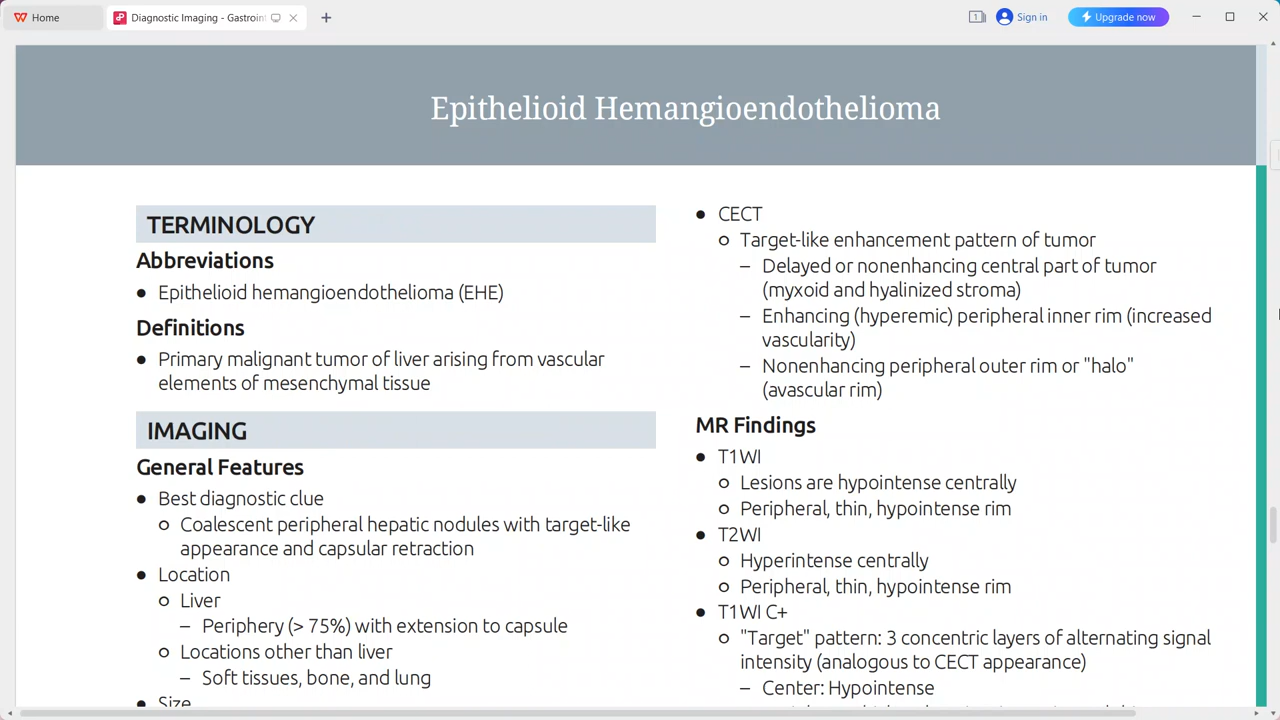 Home
Diagnostic Imaging - Gastroint
1
Sign in
Upgrade now
Epithelioid Hemangioendothelioma
TERMINOLOGY
Abbreviations
● Epithelioid hemangioendothelioma (EHE)
Definitions
● Primary malignant tumor of liver arising from vascular
elements of mesenchymal tissue
IMAGING
General Features
● Best diagnostic clue
○ Coalescent peripheral hepatic nodules with target-like
appearance and capsular retraction
● Location
○ Liver
– Periphery (> 75%) with extension to capsule
○ Locations other than liver
– Soft tissues, bone, and lung
● Size
● CECT
○ Target-like enhancement pattern of tumor
– Delayed or nonenhancing central part of tumor
(myxoid and hyalinized stroma)
– Enhancing (hyperemic) peripheral inner rim (increased
vascularity)
– Nonenhancing peripheral outer rim or "halo"
(avascular rim)
MR Findings
● T1WI
○ Lesions are hypointense centrally
○ Peripheral, thin, hypointense rim
● T2WI
○ Hyperintense centrally
○ Peripheral, thin, hypointense rim
● T1WI C+
○ "Target" pattern: 3 concentric layers of alternating signal
intensity (analogous to CECT appearance)
– Center: Hypointense